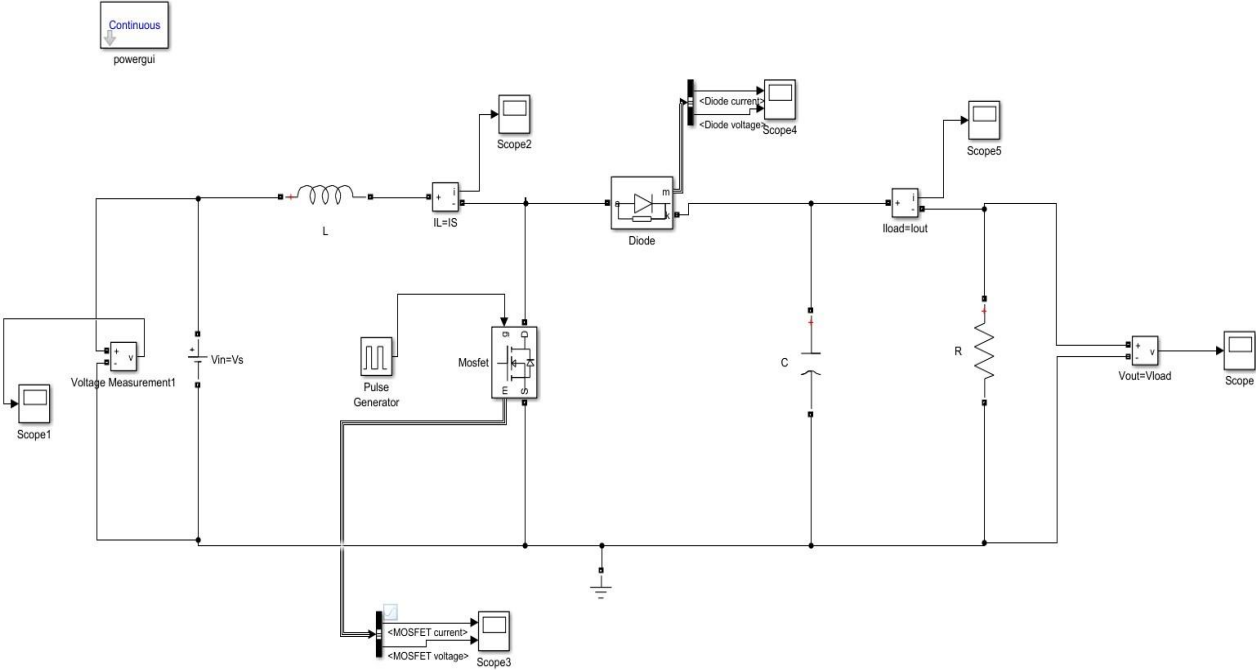 Continuous
powergui
Scope2
<Diode current>
<Diode voltage>
Scope4
Scope5
+
i
-
IL=IS
L
a
m
k
Diode
+
i
-
Iload=Iout
+
-
v
Voltage Measurement1
Scope1
+
Vin=Vs
Pulse
Generator
Mosfet
g
D
m
S
C
R
+
-
v
Vout=Vload
Scope
<MOSFET current>
<MOSFET voltage>
Scope3